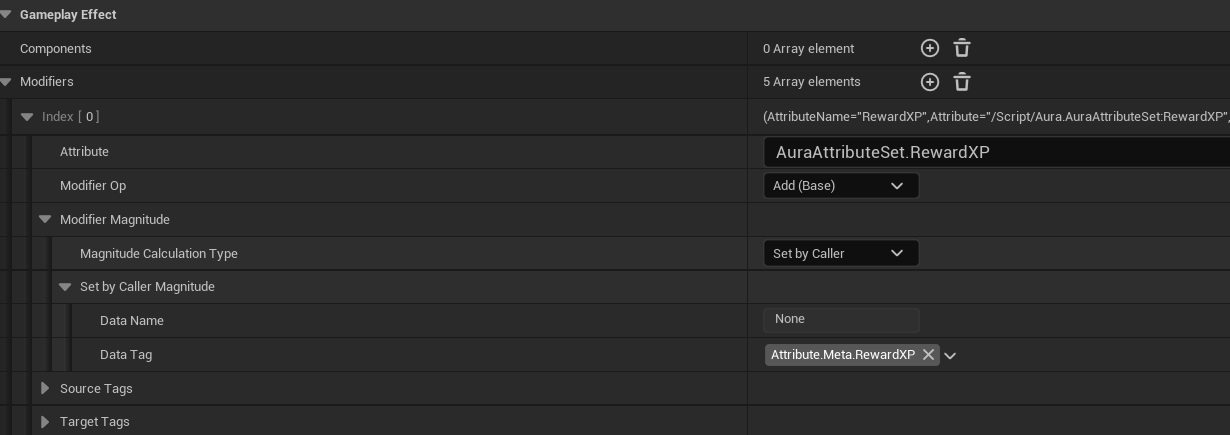 Gameplay Effect
Components 0 Array element
Modifiers 5 Array elements
Index [ 0 ] (AttributeName="RewardXP",Attribute="/Script/Aura.AuraAttributeSet:RewardXP",
Attribute AuraAttributeSet.RewardXP
Modifier Op Add (Base)
Modifier Magnitude
Magnitude Calculation Type Set by Caller
Set by Caller Magnitude
Data Name None
Data Tag Attribute.Meta.RewardXP
Source Tags
Target Tags